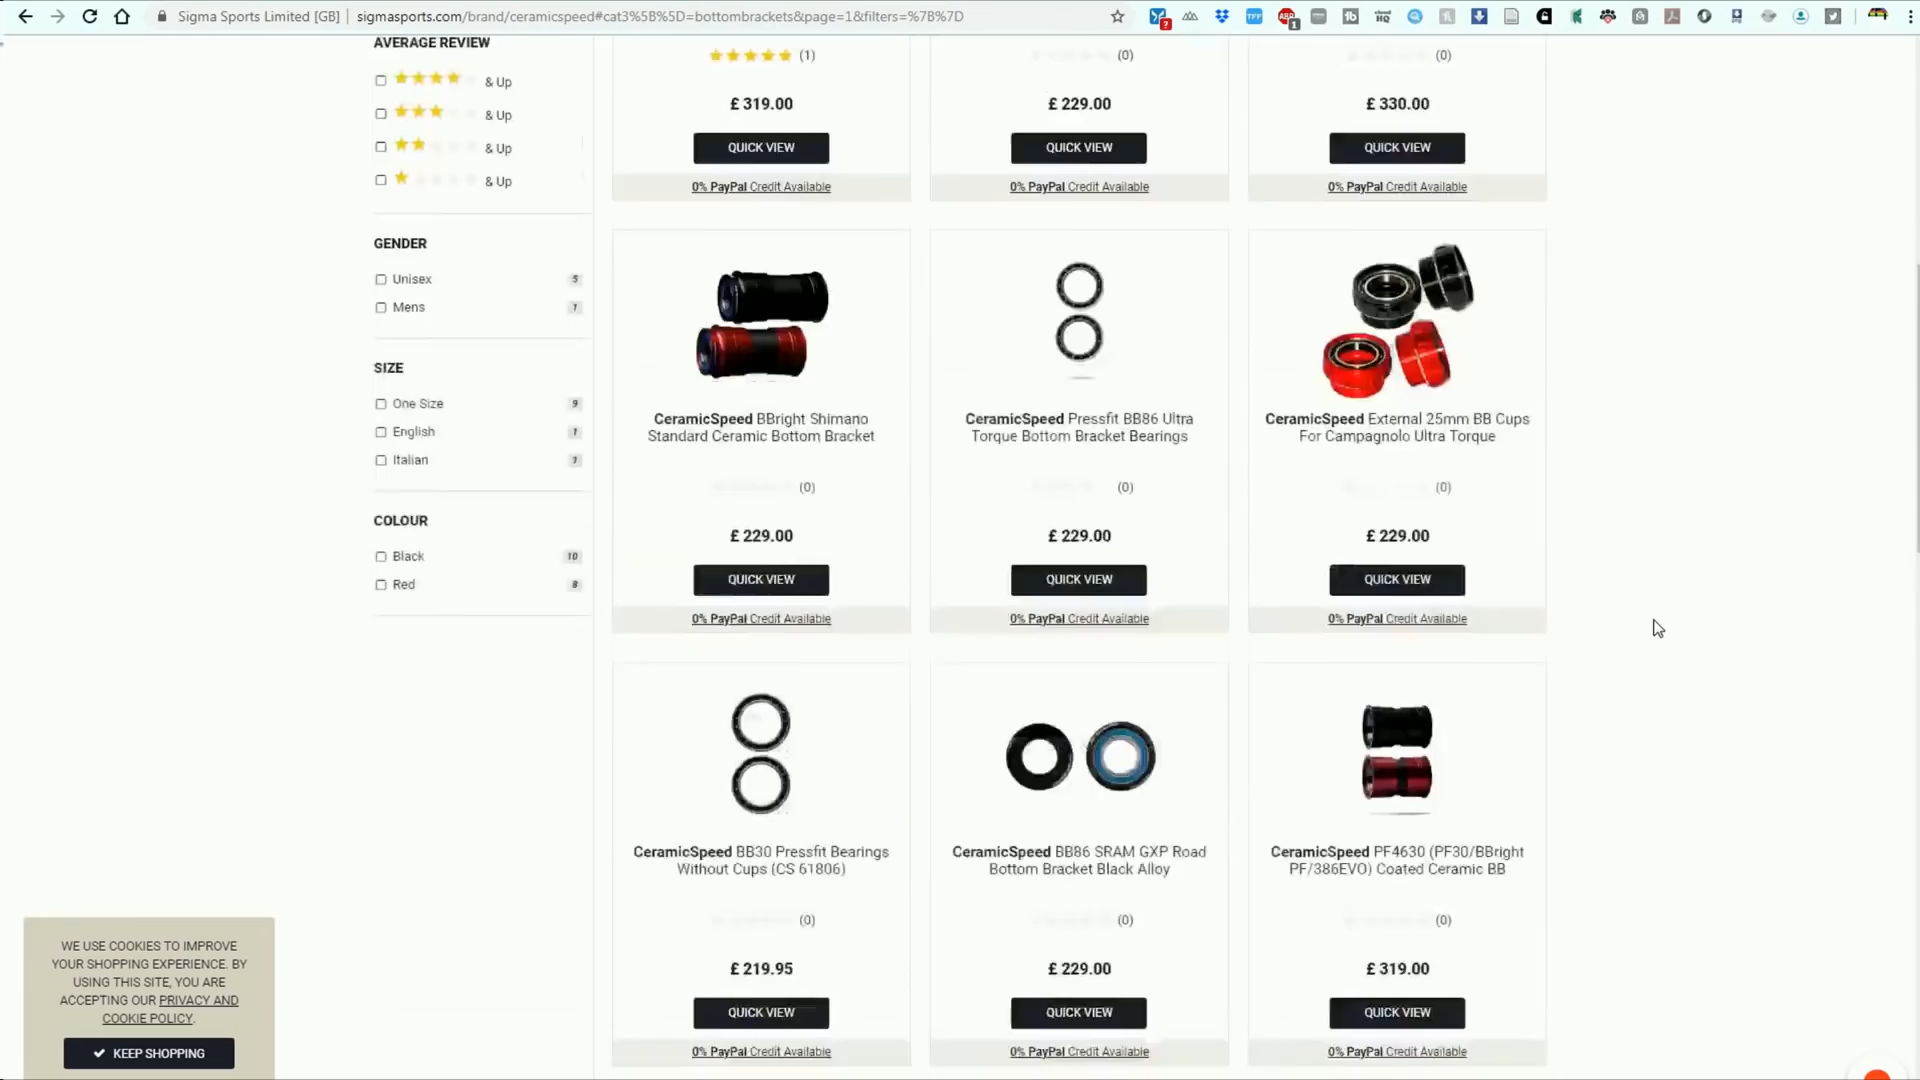 Sigma Sports Limited [GB] | sigmasports.com/brand/ceramicspeed#cat3%5B%5D=bottombrackets&page=1&filters=%7B%7D
AVERAGE REVIEW
& Up
& Up
& Up
& Up
GENDER
Unisex 5
Mens 1
SIZE
One Size 9
English 1
Italian 1
COLOUR
Black 10
Red 8
(1) (0) (0)
£ 319.00 £ 229.00 £ 330.00
QUICK VIEW QUICK VIEW QUICK VIEW
0% PayPal Credit Available 0% PayPal Credit Available 0% PayPal Credit Available
CeramicSpeed BBright Shimano
Standard Ceramic Bottom Bracket
(0)
£ 229.00
QUICK VIEW
0% PayPal Credit Available
CeramicSpeed Pressfit BB86 Ultra
Torque Bottom Bracket Bearings
(0)
£ 229.00
QUICK VIEW
0% PayPal Credit Available
CeramicSpeed External 25mm BB Cups
For Campagnolo Ultra Torque
(0)
£ 229.00
QUICK VIEW
0% PayPal Credit Available
CeramicSpeed BB30 Pressfit Bearings
Without Cups (CS 61806)
(0)
£ 219.95
QUICK VIEW
0% PayPal Credit Available
CeramicSpeed BB86 SRAM GXP Road
Bottom Bracket Black Alloy
(0)
£ 229.00
QUICK VIEW
0% PayPal Credit Available
CeramicSpeed PF4630 (PF30/BBright
PF/386EVO) Coated Ceramic BB
(0)
£ 319.00
QUICK VIEW
0% PayPal Credit Available
WE USE COOKIES TO IMPROVE
YOUR SHOPPING EXPERIENCE. BY
USING THIS SITE, YOU ARE
ACCEPTING OUR PRIVACY AND
COOKIE POLICY.
KEEP SHOPPING